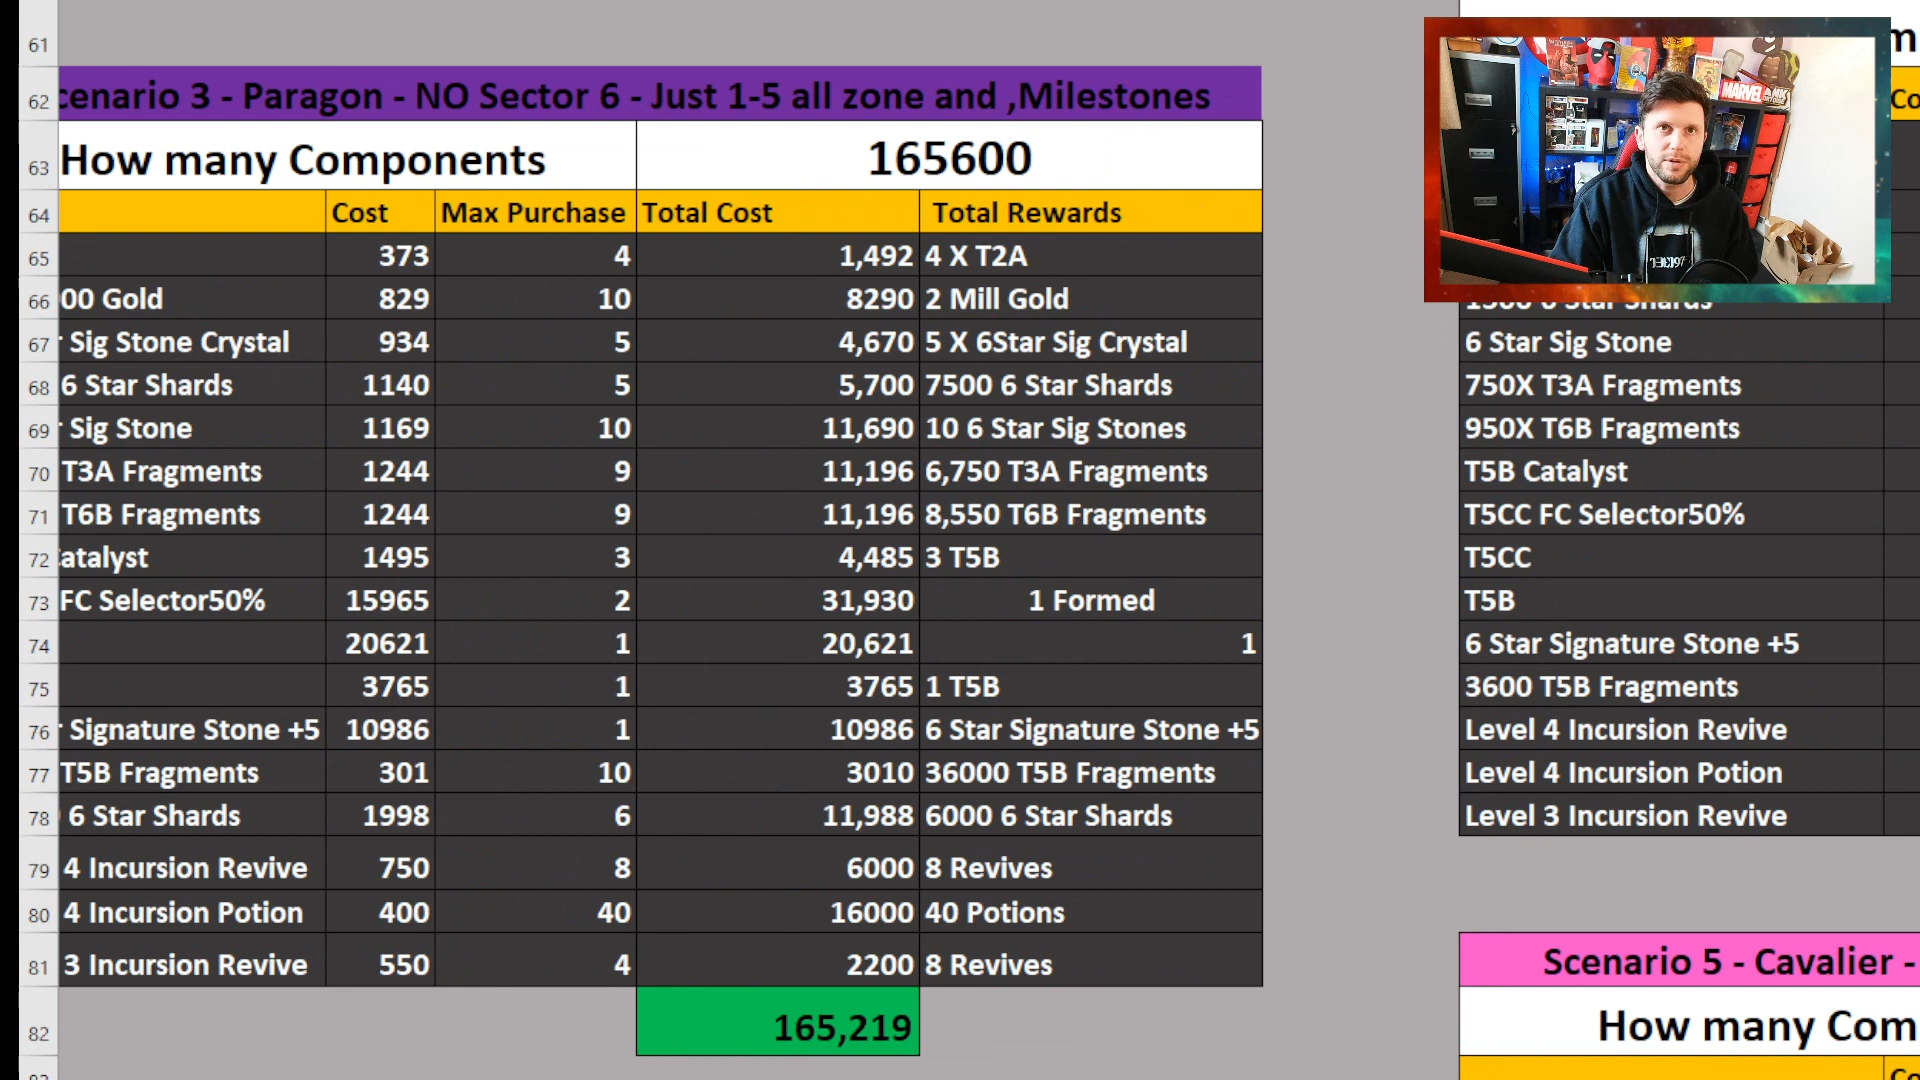 61
62 cenario 3 - Paragon - NO Sector 6 - Just 1-5 all zone and ,Milestones
63 How many Components 165600
64 Cost Max Purchase Total Cost Total Rewards
65 373 4 1,492 4 X T2A
66 00 Gold 829 10 8290 2 Mill Gold
67 Sig Stone Crystal 934 5 4,670 5 X 6Star Sig Crystal
68 6 Star Shards 1140 5 5,700 7500 6 Star Shards
69 Sig Stone 1169 10 11,690 10 6 Star Sig Stones
70 T3A Fragments 1244 9 11,196 6,750 T3A Fragments
71 T6B Fragments 1244 9 11,196 8,550 T6B Fragments
72 atalyst 1495 3 4,485 3 T5B
73 FC Selector50% 15965 2 31,930 1 Formed
74 20621 1 20,621 1
75 3765 1 3765 1 T5B
76 Signature Stone +5 10986 1 10986 6 Star Signature Stone +5
77 T5B Fragments 301 10 3010 36000 T5B Fragments
78 6 Star Shards 1998 6 11,988 6000 6 Star Shards
79 4 Incursion Revive 750 8 6000 8 Revives
80 4 Incursion Potion 400 40 16000 40 Potions
81 3 Incursion Revive 550 4 2200 8 Revives
82 165,219
m
Co
MARVEL
1500 6 Star Shards
6 Star Sig Stone
750X T3A Fragments
950X T6B Fragments
T5B Catalyst
T5CC FC Selector50%
T5CC
T5B
6 Star Signature Stone +5
3600 T5B Fragments
Level 4 Incursion Revive
Level 4 Incursion Potion
Level 3 Incursion Revive
Scenario 5 - Cavalier -
How many Com
Co